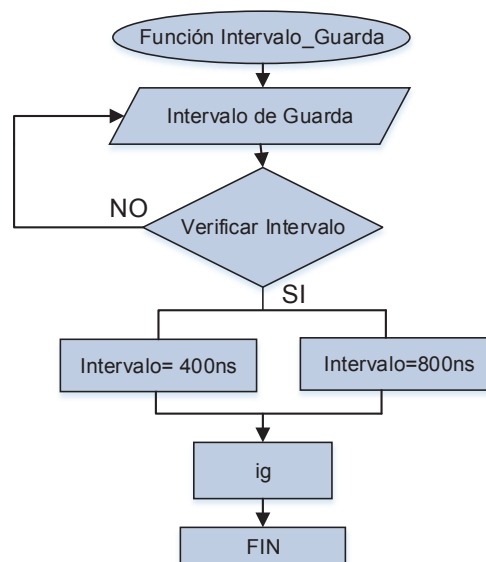 Función Intervalo_Guarda
Intervalo de Guarda
Verificar Intervalo
NO
SI
Intervalo= 400ns
Intervalo=800ns
ig
FIN